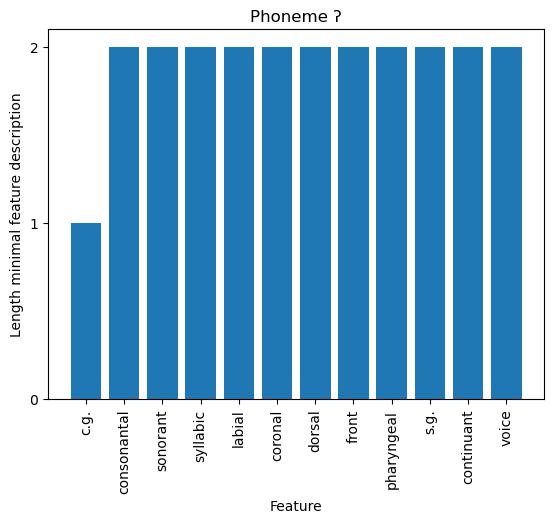 Phoneme ʔ
Length minimal feature description
2
1
0
c.g.
consonantal
sonorant
syllabic
labial
coronal
dorsal
front
pharyngeal
s.g.
continuant
voice
Feature